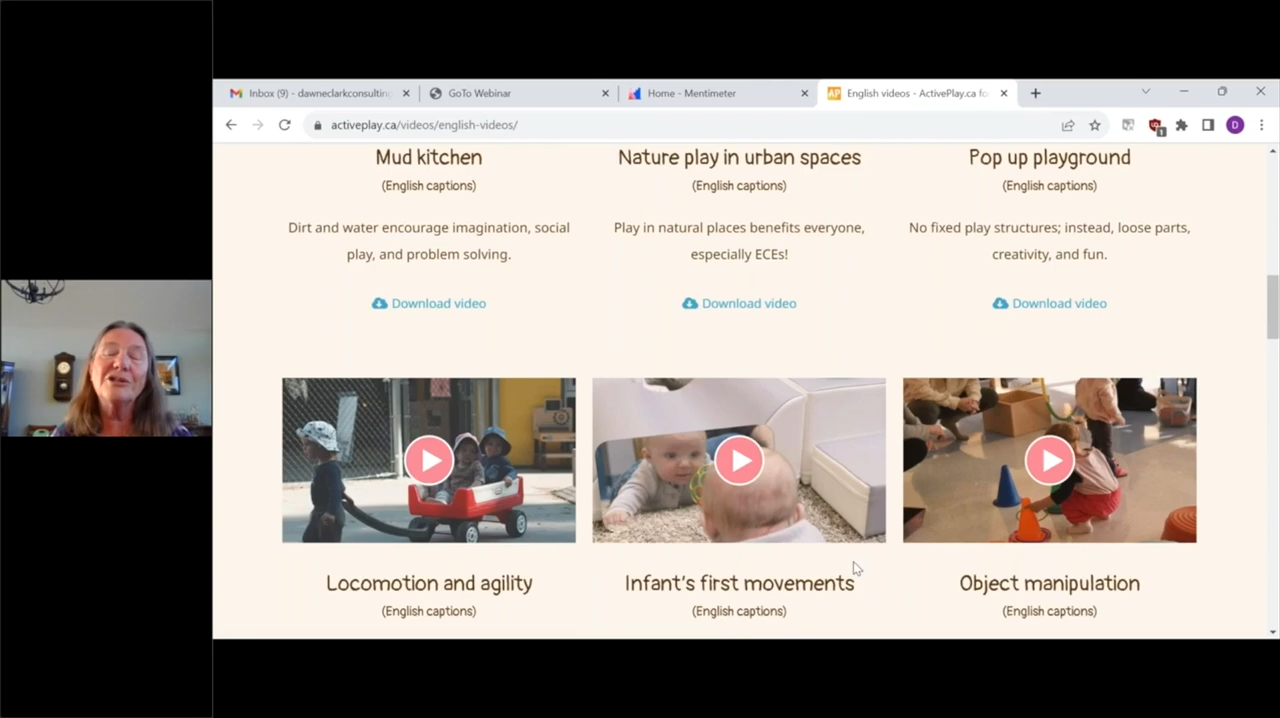 Inbox (9) - dawneclarkconsulting
GoTo Webinar
Home - Mentimeter
English videos - ActivePlay.ca fo
activeplay.ca/videos/english-videos/
1
D
Mud kitchen
Nature play in urban spaces
Pop up playground
(English captions)
(English captions)
(English captions)
Dirt and water encourage imagination, social
play, and problem solving.
Play in natural places benefits everyone,
especially ECEs!
No fixed play structures; instead, loose parts,
creativity, and fun.
Download video
Download video
Download video
Locomotion and agility
Infant's first movements
Object manipulation
(English captions)
(English captions)
(English captions)